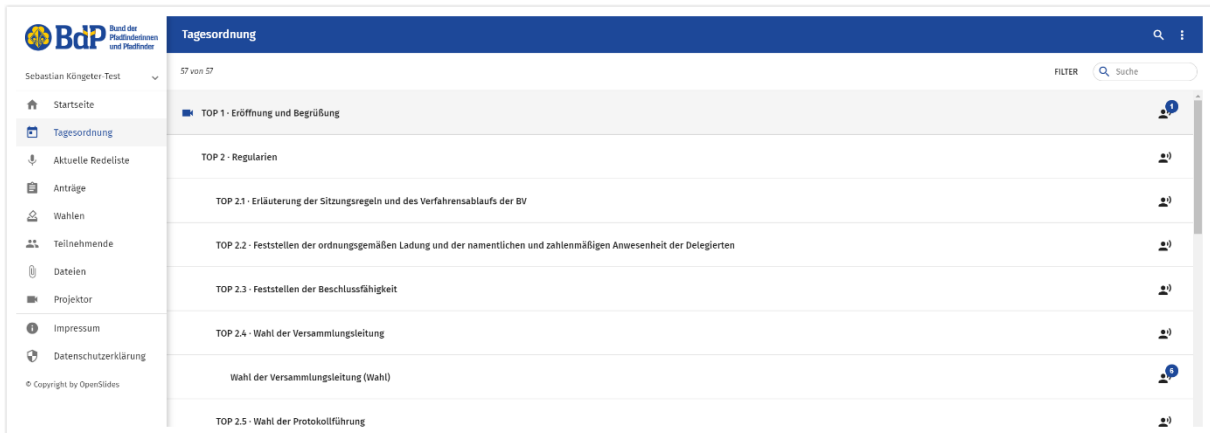 BdP Bund der
Pfadfinderinnen
und Pfadfinder
Sebastian Köngeter-Test
Startseite
Tagesordnung
Aktuelle Redeliste
Anträge
Wahlen
Teilnehmende
Dateien
Projektor
Impressum
Datenschutzerklärung
© Copyright by OpenSlides
Tagesordnung
57 von 57
FILTER
Suche
TOP 1 · Eröffnung und Begrüßung
1
TOP 2 · Regularien
TOP 2.1 · Erläuterung der Sitzungsregeln und des Verfahrensablaufs der BV
TOP 2.2 · Feststellen der ordnungsgemäßen Ladung und der namentlichen und zahlenmäßigen Anwesenheit der Delegierten
TOP 2.3 · Feststellen der Beschlussfähigkeit
TOP 2.4 · Wahl der Versammlungsleitung
Wahl der Versammlungsleitung (Wahl)
6
TOP 2.5 · Wahl der Protokollführung